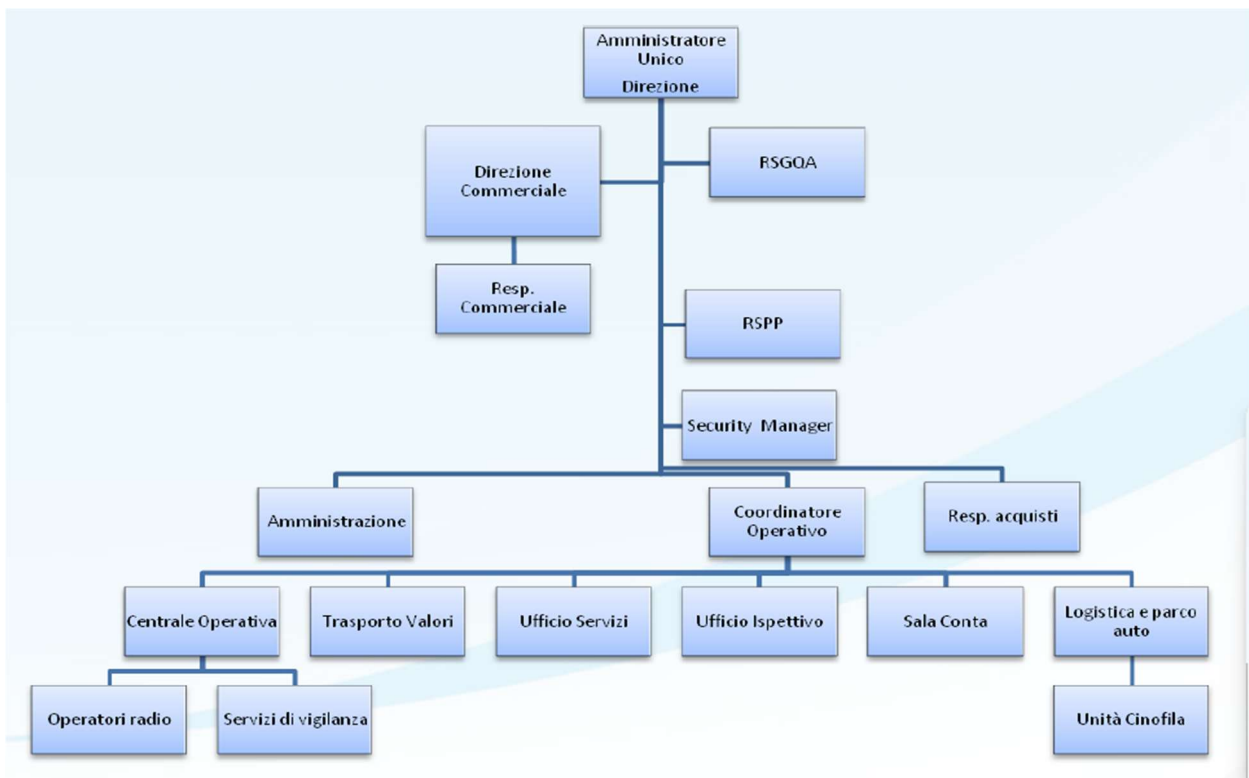 Amministratore
Unico
Direzione
Direzione
Commerciale
RSGQA
Resp.
Commerciale
RSPP
Security Manager
Amministrazione
Coordinatore
Operativo
Resp. acquisti
Centrale Operativa
Trasporto Valori
Ufficio Servizi
Ufficio Ispettivo
Sala Conta
Logistica e parco
auto
Operatori radio
Servizi di vigilanza
Unità Cinofila